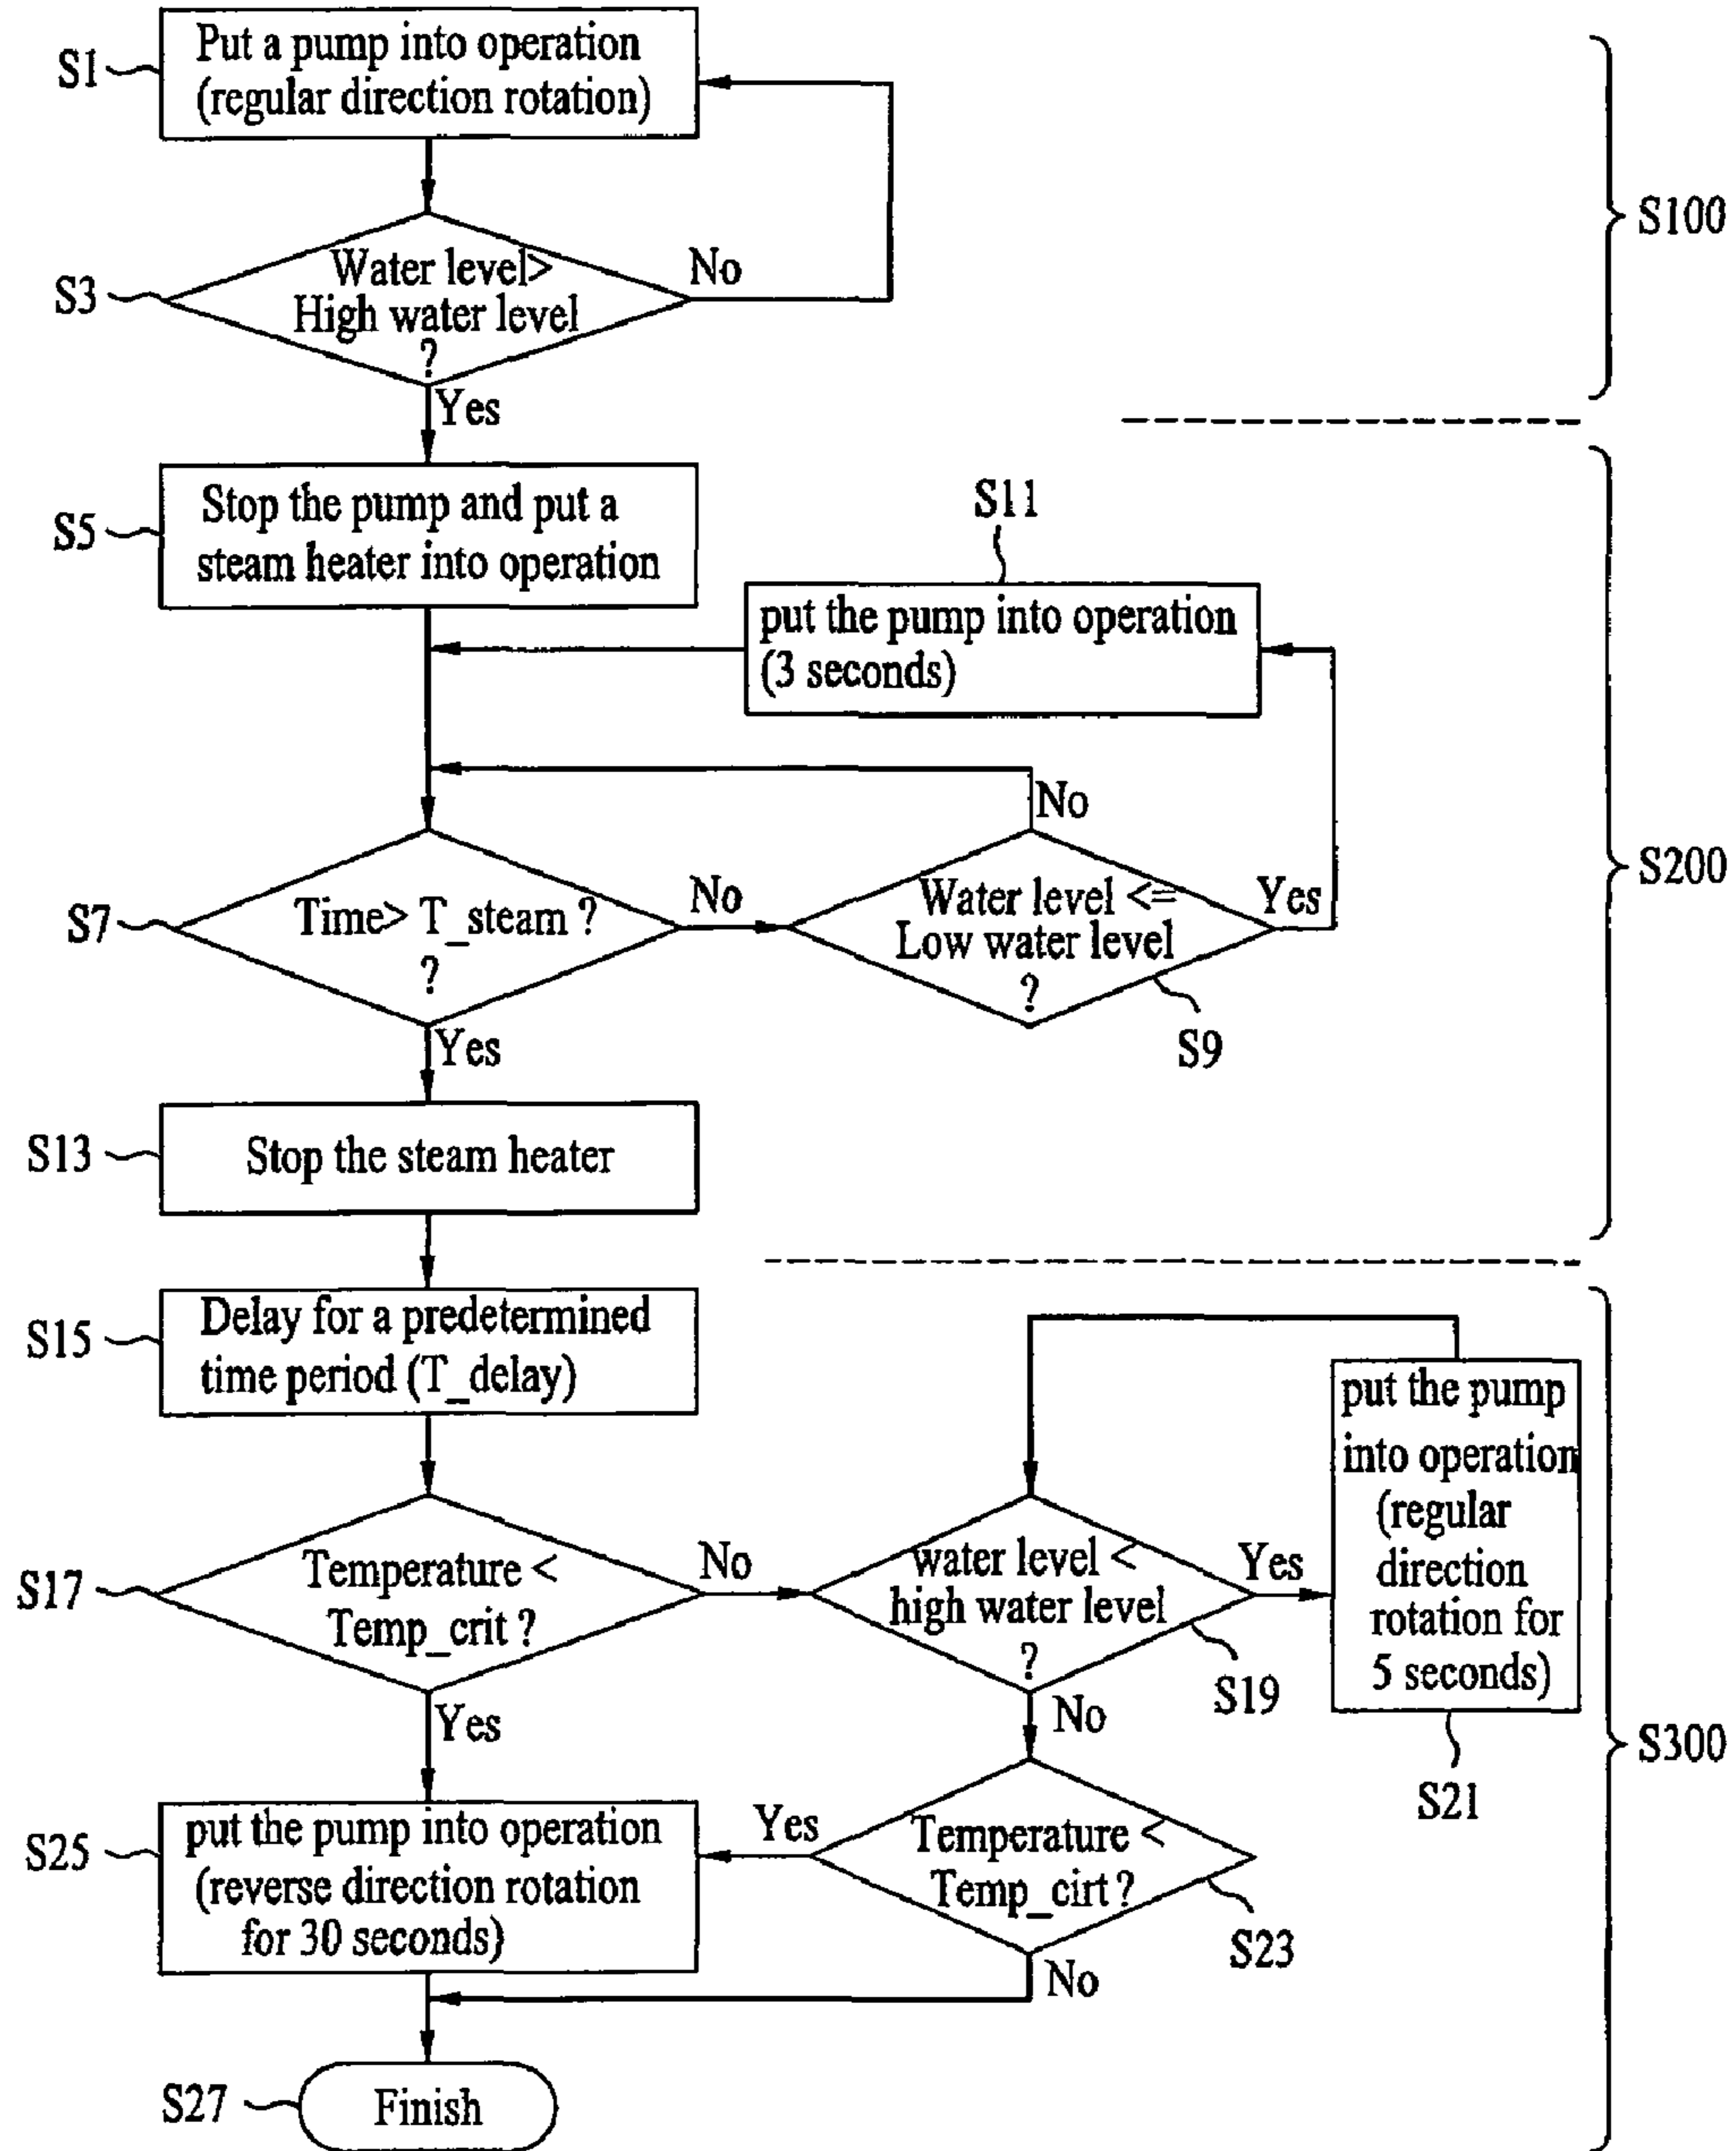 S1
Put a pump into operation
(regular direction rotation)
S100
S3
Water level>
High water level
?
No
Yes
S5
Stop the pump and put a
steam heater into operation
S11
put the pump into operation
(3 seconds)
S200
S7
Time> T_steam ?
?
No
Water level <=
Low water level
?
No
Yes
S9
Yes
S13
Stop the steam heater
S15
Delay for a predetermined
time period (T_delay)
S17
Temperature <
Temp_crit ?
No
water level <
high water level
?
Yes
S19
put the pump
into operation
(regular
direction
rotation for
5 seconds)
S21
S300
Yes
No
S25
put the pump into operation
(reverse direction rotation
for 30 seconds)
Yes
Temperature <
Temp_cirt ?
S23
No
S27
Finish